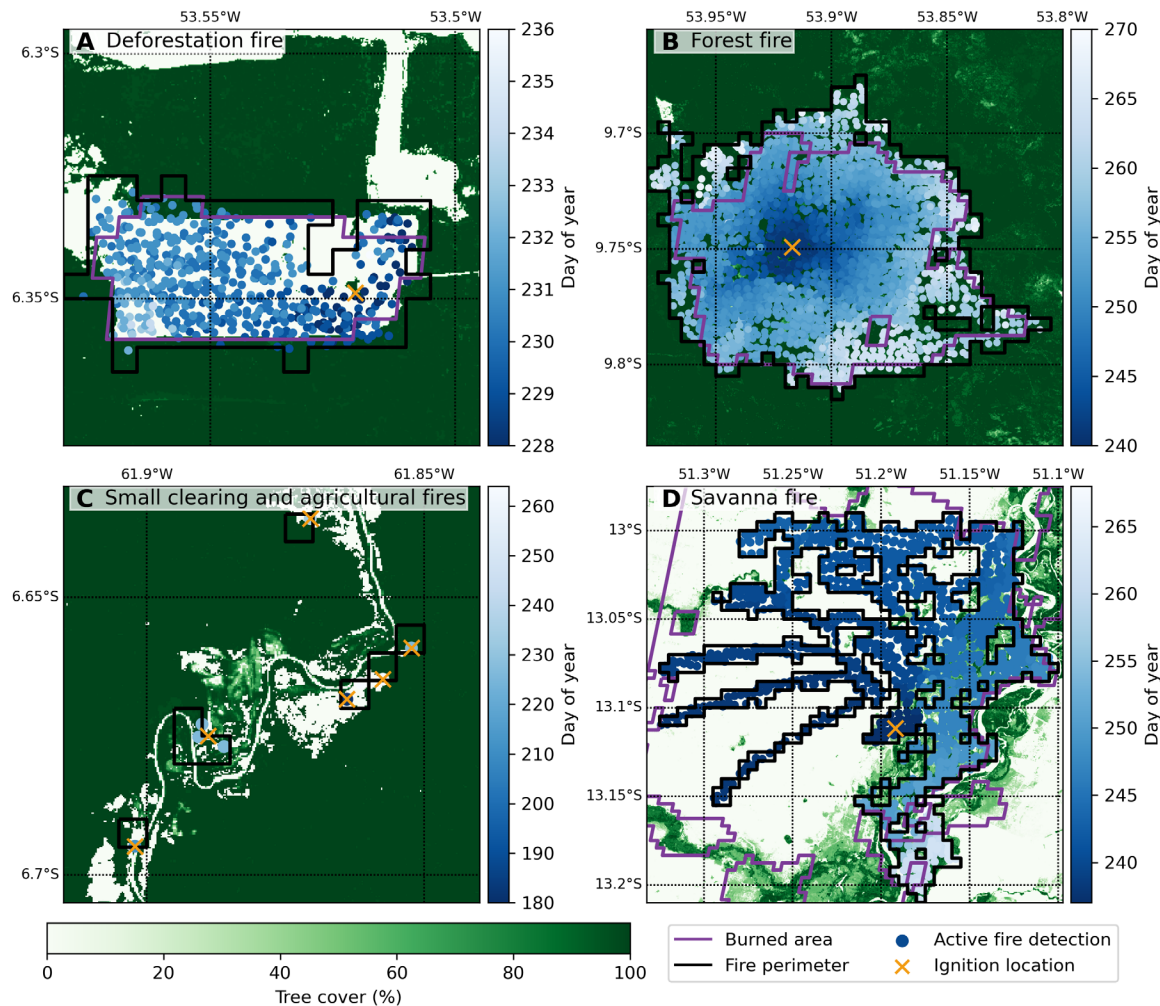 53.55°W 53.5°W
A Deforestation fire
6.3°S
6.35°S
236
235
234
233
232
231
230
229
228
Day of year
53.95°W 53.9°W 53.85°W 53.8°W
B Forest fire
9.7°S
9.75°S
9.8°S
270
265
260
255
250
245
240
Day of year
61.9°W 61.85°W
C Small clearing and agricultural fires
6.65°S
6.7°S
260
250
240
230
220
210
200
190
180
Day of year
51.3°W 51.25°W 51.2°W 51.15°W 51.1°W
D Savanna fire
13°S
13.05°S
13.1°S
13.15°S
13.2°S
265
260
255
250
245
240
Day of year
0 20 40 60 80 100
Tree cover (%)
Burned area
Fire perimeter
Active fire detection
Ignition location